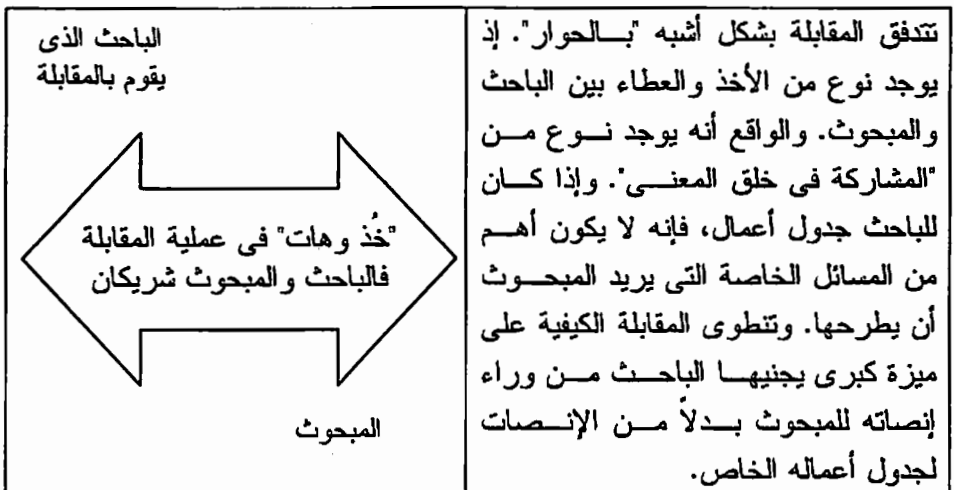 تتدفق المقابلة بشكل أشبه "بالحوار". إذ
يوجد نوع من الأخذ والعطاء بين الباحث
والمبحوث. والواقع أنه يوجد نوع من
"المشاركة فى خلق المعنى". وإذا كان
للباحث جدول أعمال، فإنه لا يكون أهم
من المسائل الخاصة التى يريد المبحوث
أن يطرحها. وتنطوى المقابلة الكيفية على
ميزة كبرى يجنيها الباحث من وراء
إنصاته للمبحوث بدلاً من الإنصات
لجدول أعماله الخاص.
الباحث الذى
يقوم بالمقابلة
"خُذ وهات" فى عملية المقابلة
فالباحث والمبحوث شريكان
المبحوث